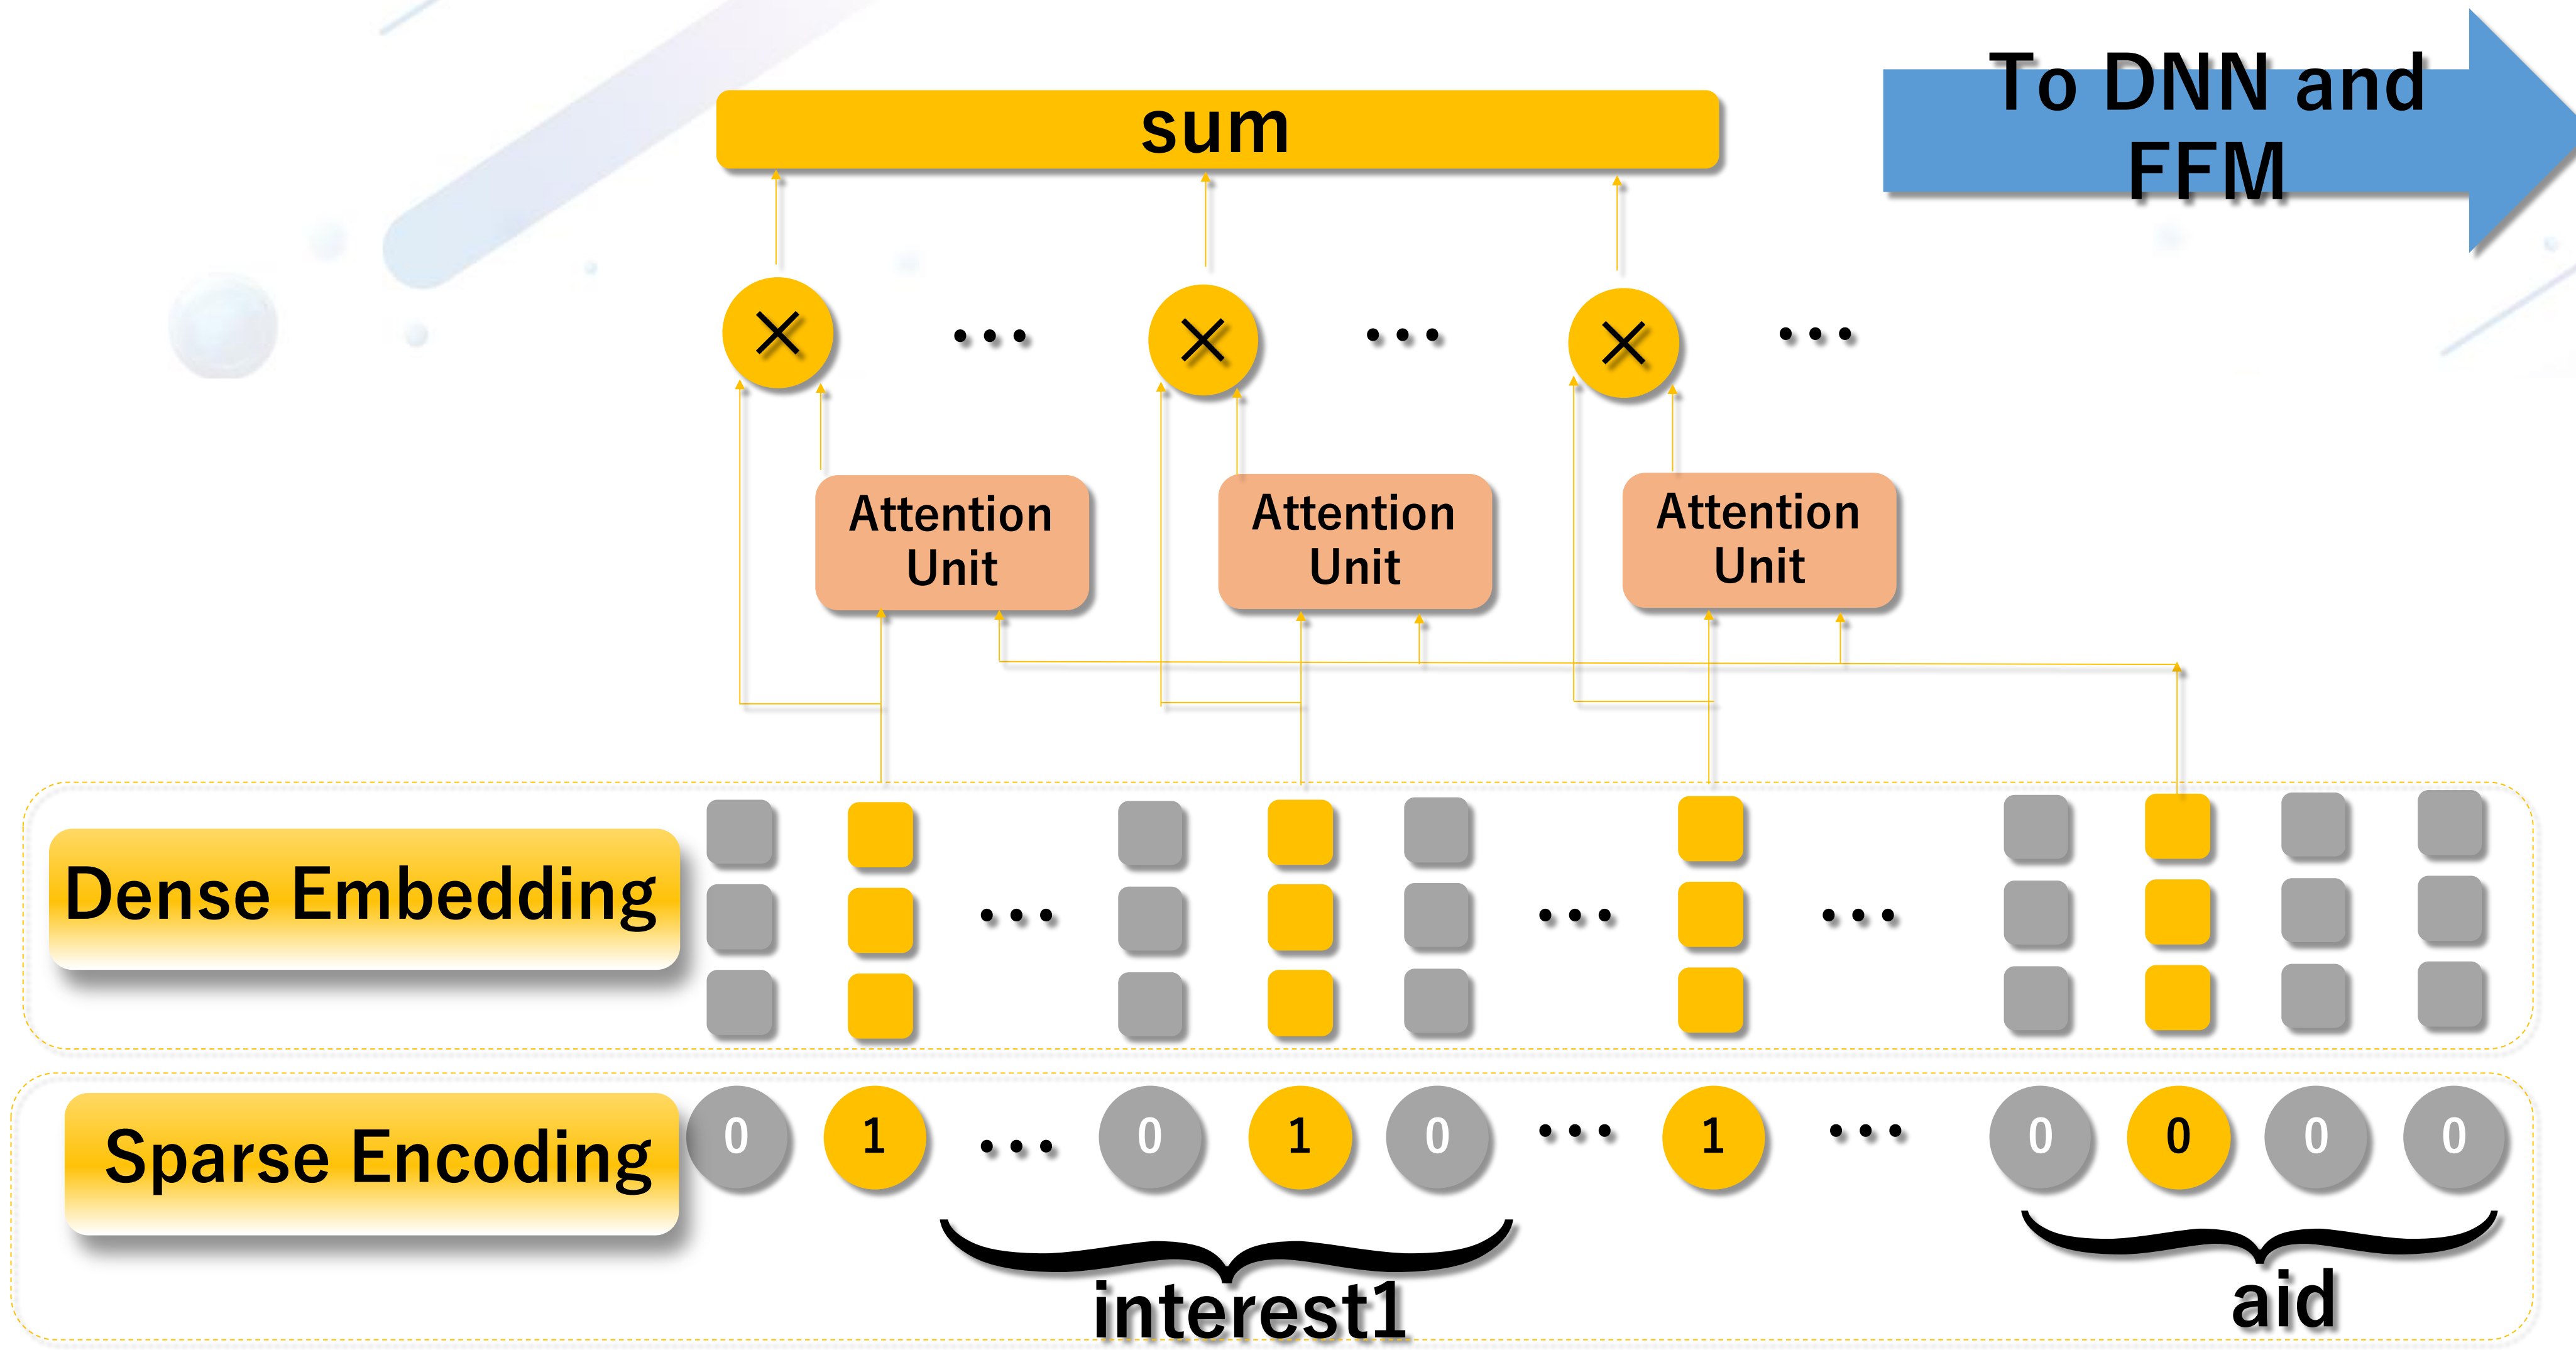 To DNN and
FFM
sum
× ... × ... × ...
Attention
Unit
Attention
Unit
Attention
Unit
Dense Embedding
... ... ...
Sparse Encoding
0 1 ... 0 1 0 ... 1 ... 0 0 0 0
interest1
aid